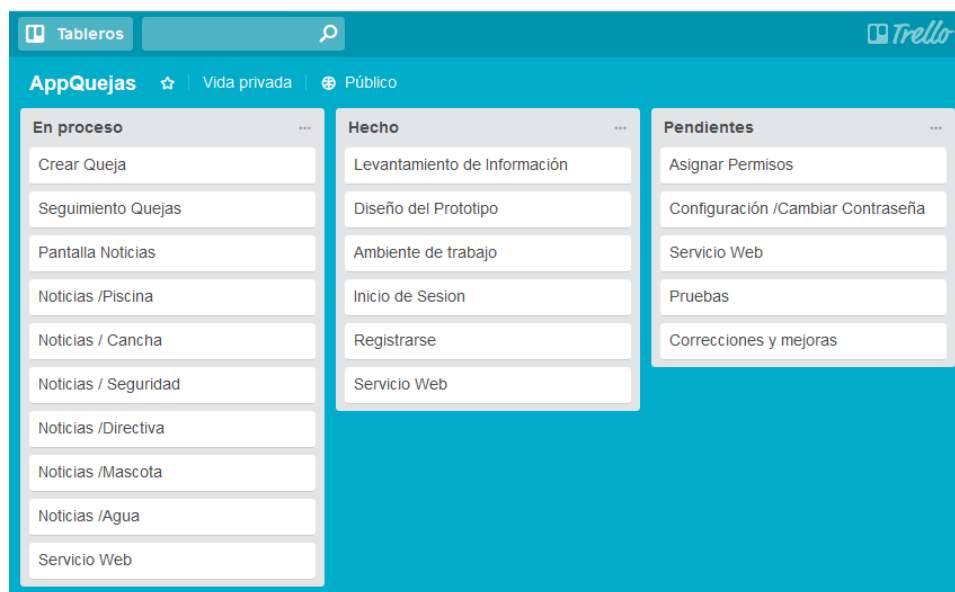 Tableros
Trello
AppQuejas
Vida privada
Público
En proceso
Crear Queja
Seguimiento Quejas
Pantalla Noticias
Noticias /Piscina
Noticias / Cancha
Noticias / Seguridad
Noticias /Directiva
Noticias /Mascota
Noticias /Agua
Servicio Web
Hecho
Levantamiento de Información
Diseño del Prototipo
Ambiente de trabajo
Inicio de Sesion
Registrarse
Servicio Web
Pendientes
Asignar Permisos
Configuración /Cambiar Contraseña
Servicio Web
Pruebas
Correcciones y mejoras